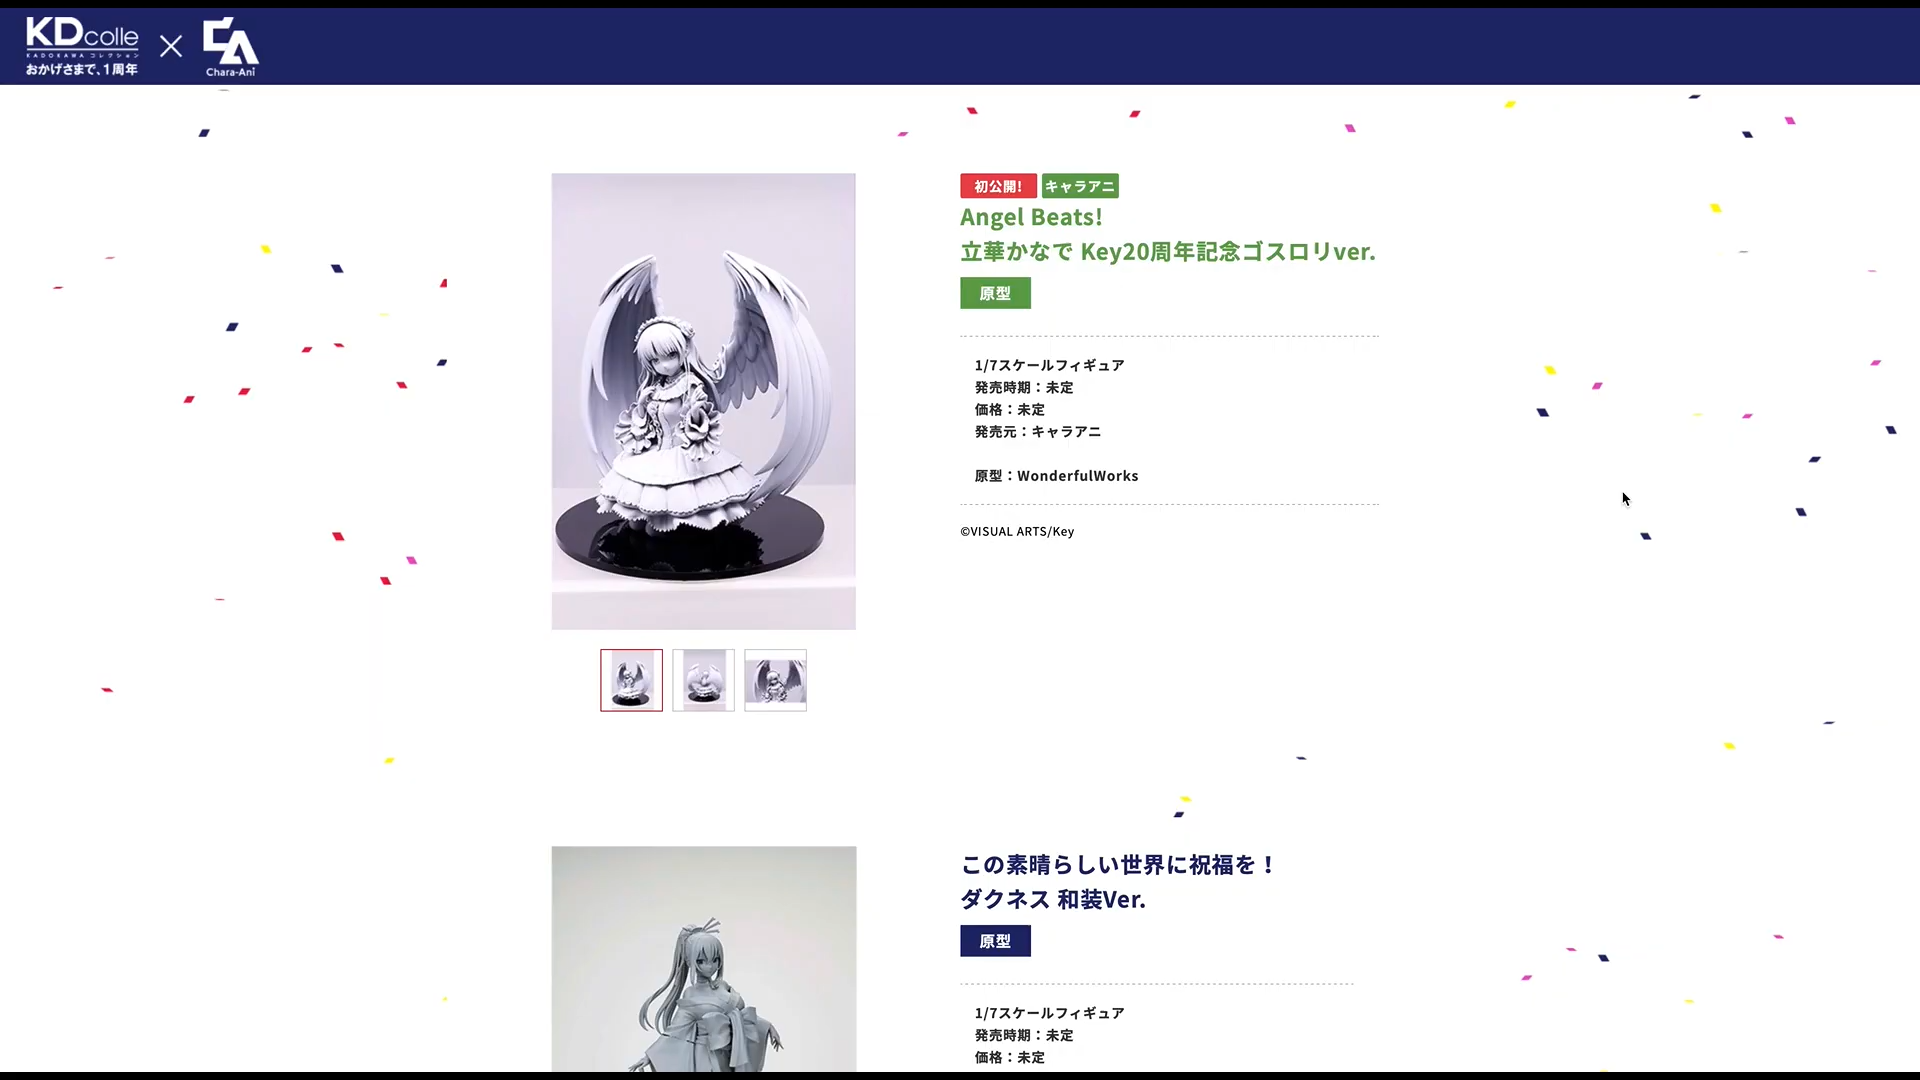 KDcolle
KADOKAWA コレクション
おかげさまで、1周年
CA
Chara-Ani
初公開!
キャラアニ
Angel Beats!
立華かなで Key20周年記念ゴスロリver.
原型
1/7スケールフィギュア
発売時期：未定
価格：未定
発売元：キャラアニ
原型：WonderfulWorks
©VISUAL ARTS/Key
この素晴らしい世界に祝福を！
ダクネス 和装Ver.
原型
1/7スケールフィギュア
発売時期：未定
価格：未定